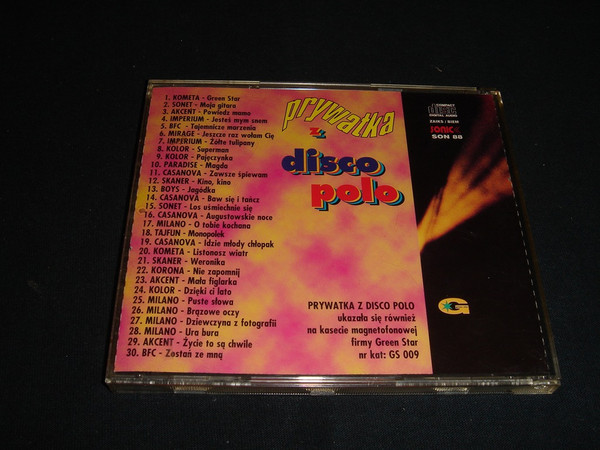 1. KOMETA - Green Star
2. SONET - Moja gitara
3. AKCENT - Powiedz mamo
4. IMPERIUM - Jesteś mym snem
5. BFC - Tajemnicze marzenia
6. MIRAGE - Jeszcze raz wołam Cię
7. IMPERIUM - Żółte tulipany
8. KOLOR - Superman
9. KOLOR - Pajęczynka
10. PARADISE - Magda
11. CASANOVA - Zawsze śpiewam
12. SKANER - Kino, kino
13. BOYS - Jagódka
14. CASANOVA - Baw się i tańcz
15. SONET - Los uśmiechnie się
16. CASANOVA - Augustowskie noce
17. MILANO - O tobie kochana
18. TAJFUN - Monopolek
19. CASANOVA - Idzie młody chłopak
20. KOMETA - Listonosz wiatr
21. SKANER - Weronika
22. KORONA - Nie zapomnij
23. AKCENT - Mała figlarka
24. KOLOR - Dzięki ci lato
25. MILANO - Puste słowa
26. MILANO - Brązowe oczy
27. MILANO - Dziewczyna z fotografii
28. MILANO - Ura bura
29. AKCENT - Życie to są chwile
30. BFC - Zostań ze mną
prywatka
z
disco
polo
PRYWATKA Z DISCO POLO
ukazała się również
na kasecie magnetofonowej
firmy Green Star
nr kat: GS 009
COMPACT
disc
DIGITAL AUDIO
ZAIKS / BIEM
SONIC
SON 88
G